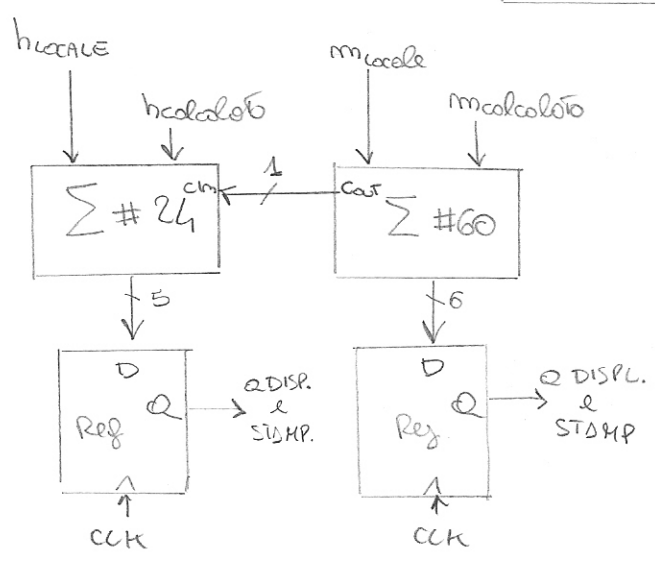 hLOCALE
mLocale
hcalcolato
mcalcolato
1
Cin
Cout
Σ # 24
Σ #60
5
6
D
D
Q
Q
Q DISP.
e
STAMP.
Q DISPL.
e
STAMP
Reg
Reg.
CLK
CLK